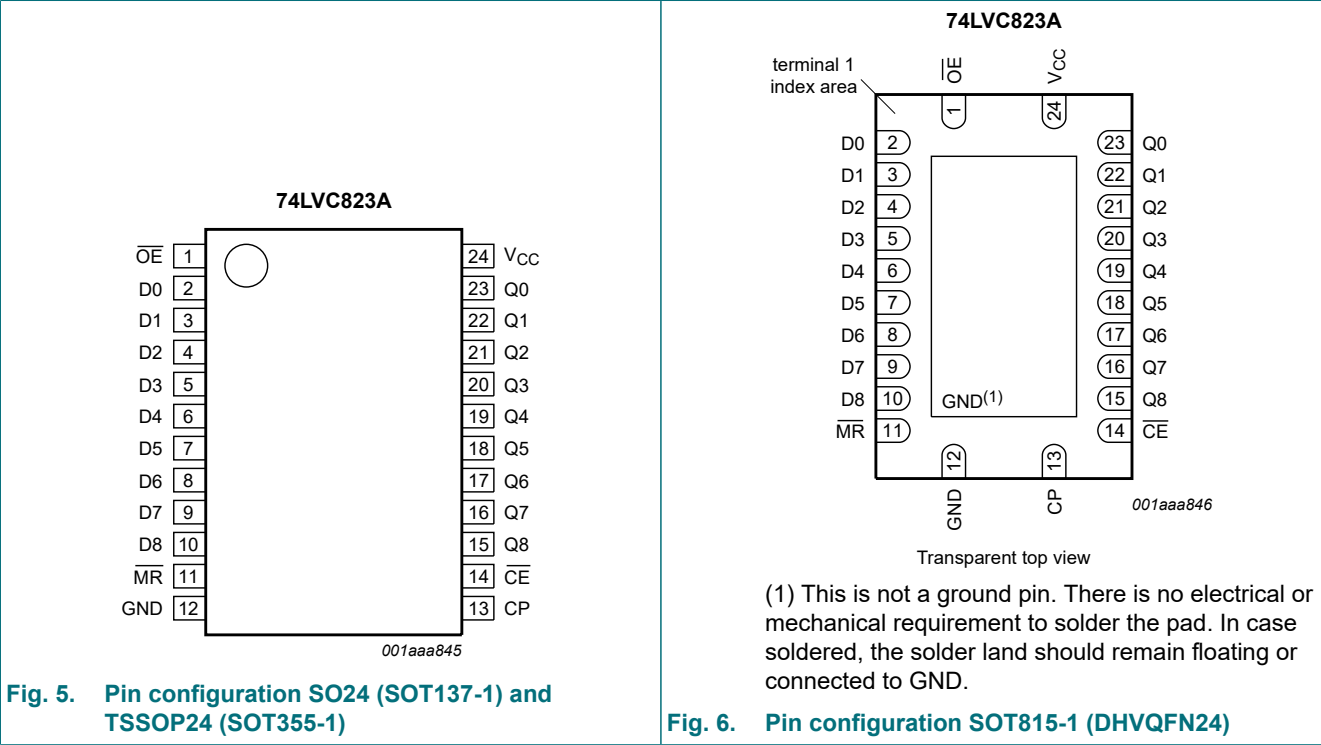 74LVC823A
OE 1
D0 2
D1 3
D2 4
D3 5
D4 6
D5 7
D6 8
D7 9
D8 10
MR 11
GND 12
24 VCC
23 Q0
22 Q1
21 Q2
20 Q3
19 Q4
18 Q5
17 Q6
16 Q7
15 Q8
14 CE
13 CP
001aaa845
Fig. 5. Pin configuration SO24 (SOT137-1) and
TSSOP24 (SOT355-1)
74LVC823A
terminal 1
index area
OE
VCC
1
24
D0 2
D1 3
D2 4
D3 5
D4 6
D5 7
D6 8
D7 9
D8 10
MR 11
23 Q0
22 Q1
21 Q2
20 Q3
19 Q4
18 Q5
17 Q6
16 Q7
15 Q8
14 CE
GND(1)
12
13
GND
CP
001aaa846
Transparent top view
(1) This is not a ground pin. There is no electrical or
mechanical requirement to solder the pad. In case
soldered, the solder land should remain floating or
connected to GND.
Fig. 6. Pin configuration SOT815-1 (DHVQFN24)